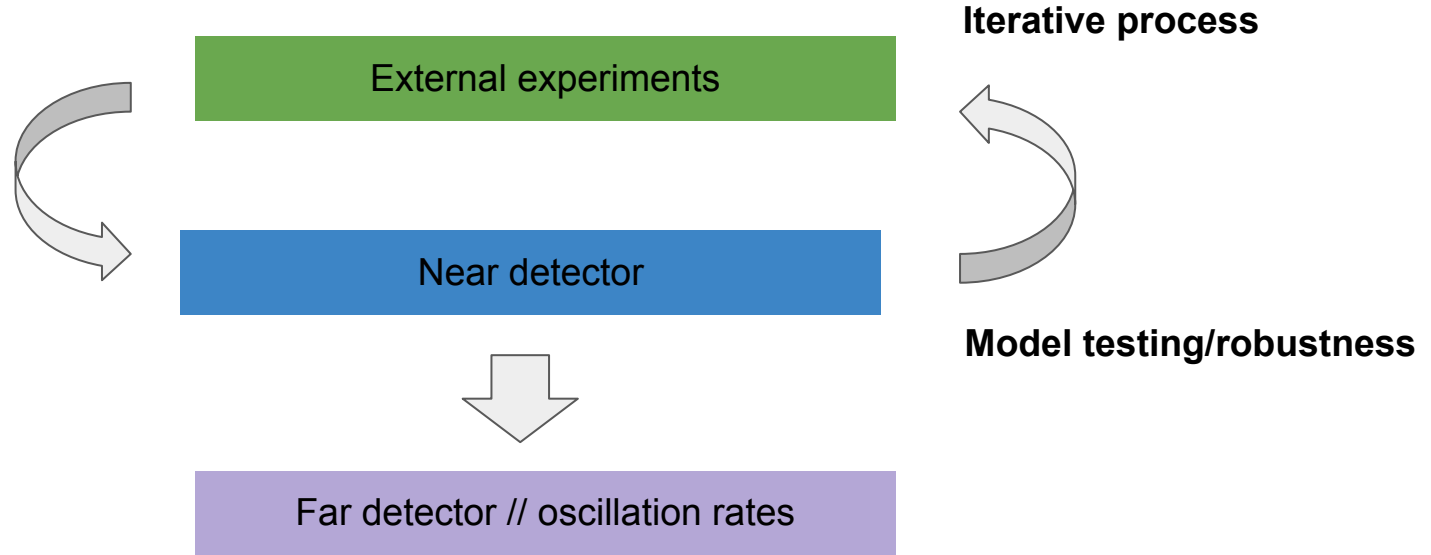 Iterative process
External experiments
Near detector
Model testing/robustness
Far detector // oscillation rates